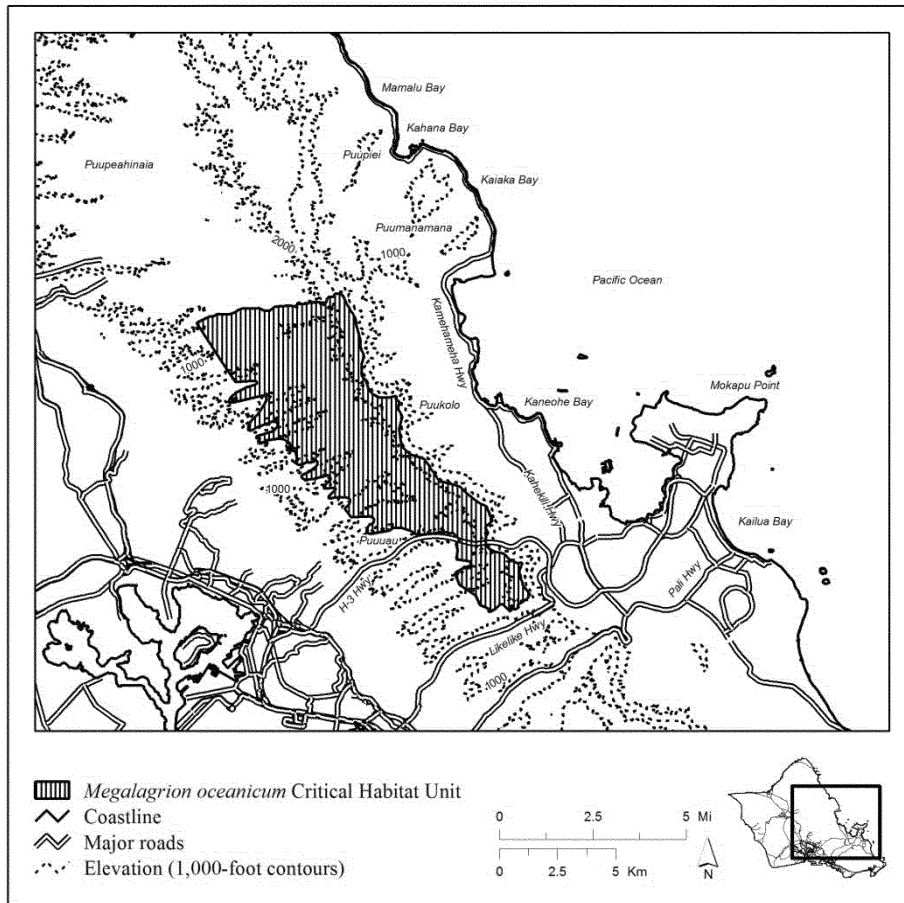 Mamalu Bay
Kahana Bay
Puupiei
Puupeahinaia
Kaiaka Bay
Puumanamana
2000
1000
Pacific Ocean
Kamehameha Hwy
1000
Mokapu Point
Puukolo
Kaneohe Bay
1000
Kahekili Hwy
Kailua Bay
Puuuau
H-3 Hwy
Pali Hwy
Likelike Hwy
1000
Megalagrion oceanicum Critical Habitat Unit
Coastline
Major roads
Elevation (1,000-foot contours)
0 2.5 5 Mi
0 2.5 5 Km
N